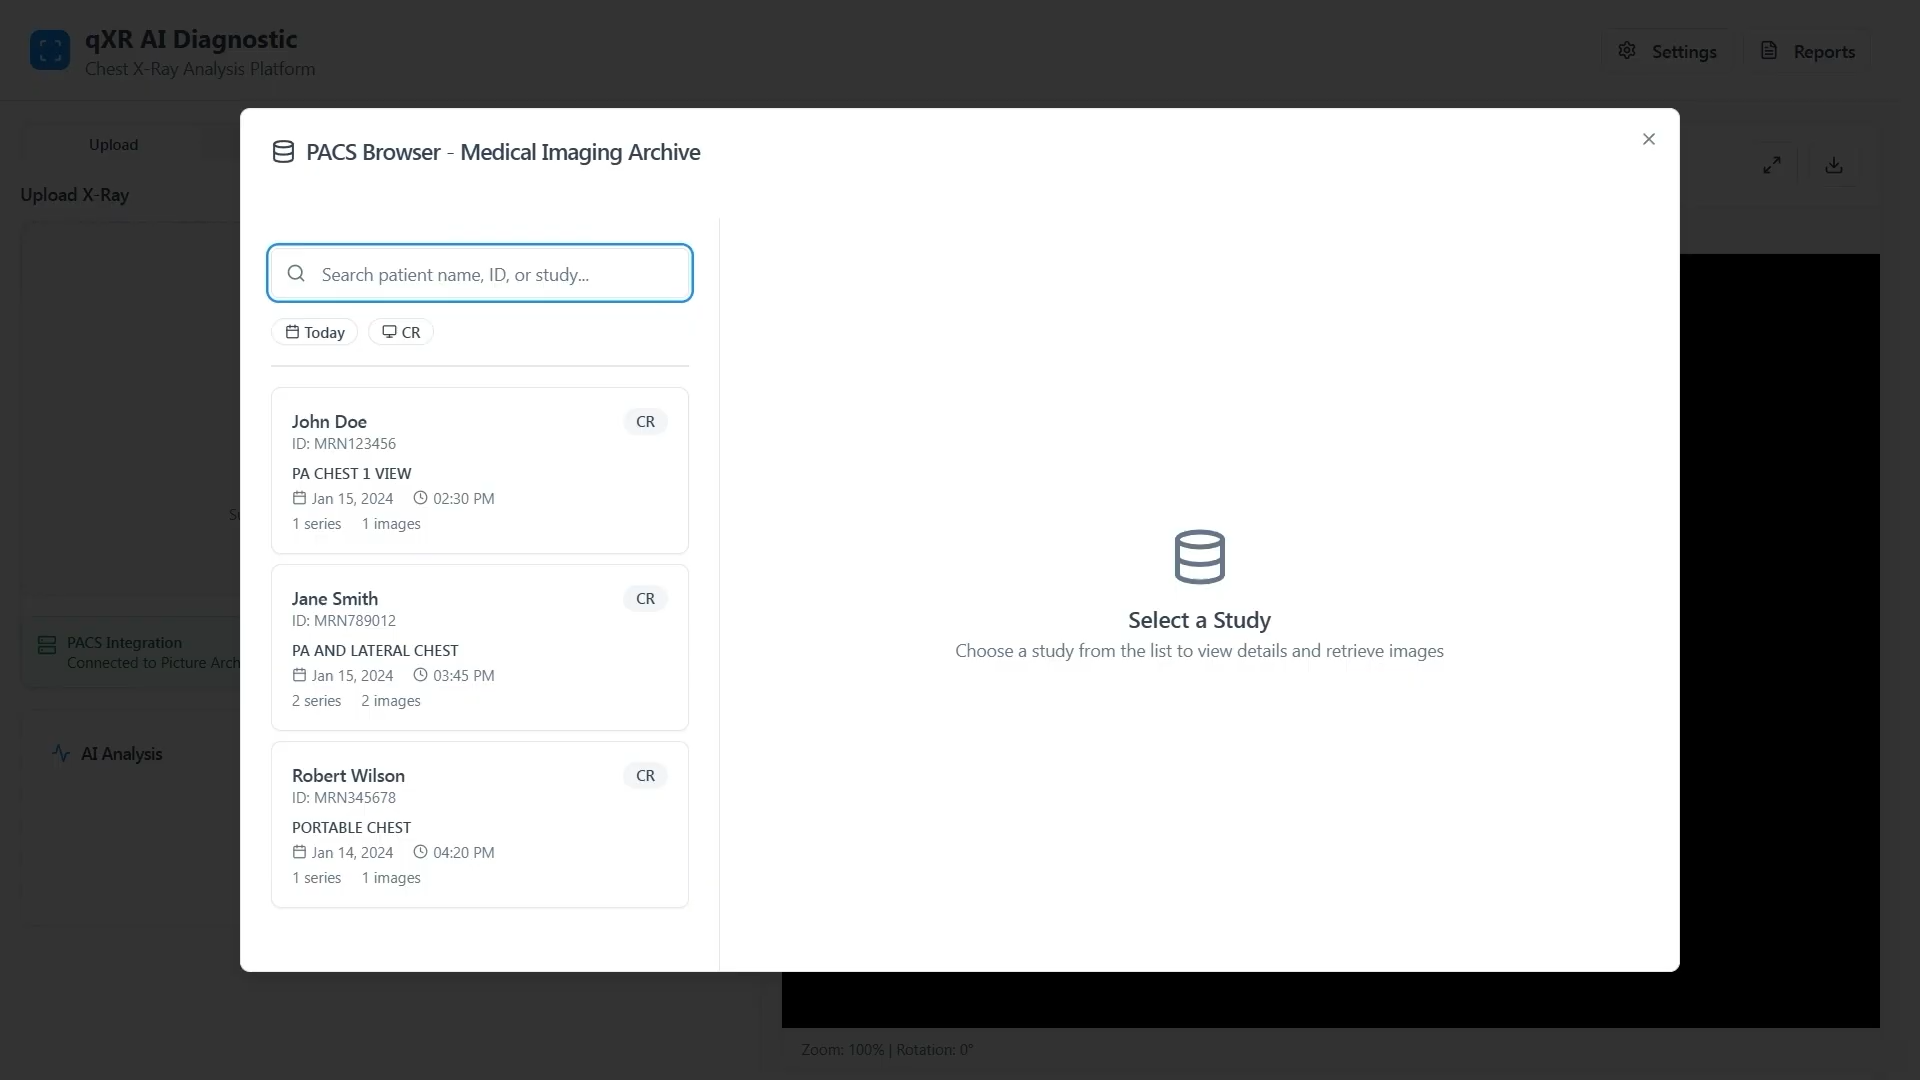 qXR AI Diagnostic
Chest X-Ray Analysis Platform
Settings
Reports
Upload
Upload X-Ray
PACS Integration
Connected to Picture Arch
AI Analysis
PACS Browser - Medical Imaging Archive
Search patient name, ID, or study...
Today
CR
John Doe
CR
ID: MRN123456
PA CHEST 1 VIEW
Jan 15, 2024 02:30 PM
1 series 1 images
Jane Smith
CR
ID: MRN789012
PA AND LATERAL CHEST
Jan 15, 2024 03:45 PM
2 series 2 images
Robert Wilson
CR
ID: MRN345678
PORTABLE CHEST
Jan 14, 2024 04:20 PM
1 series 1 images
Select a Study
Choose a study from the list to view details and retrieve images
Zoom: 100% | Rotation: 0°